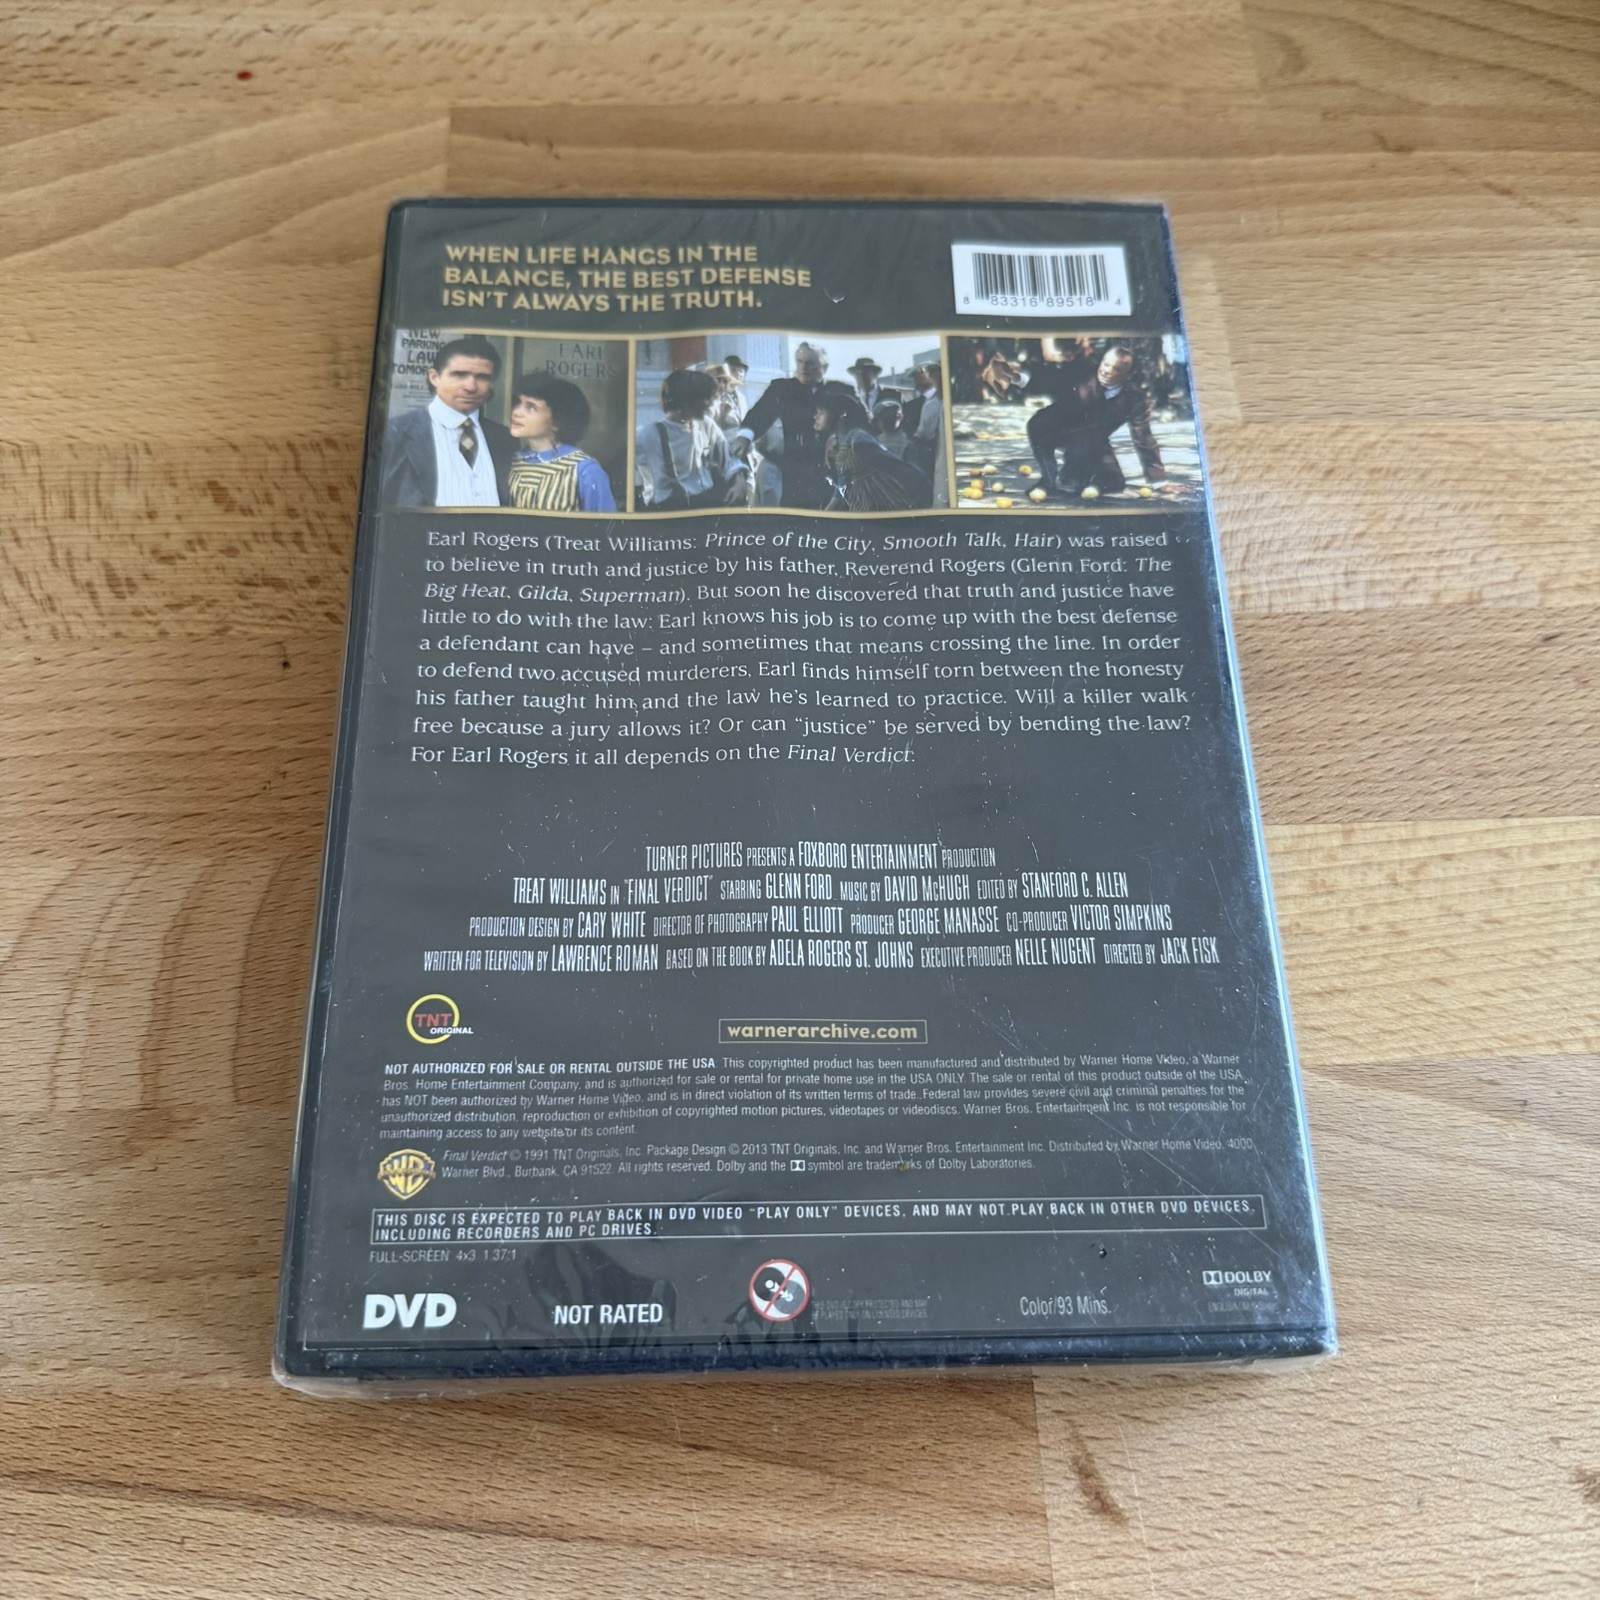 WHEN LIFE HANGS IN THE
BALANCE, THE BEST DEFENSE
ISN'T ALWAYS THE TRUTH.
8 83316 89518 4
NEW
PARKING
LAW
TOMOR
EARL
ROGERS
Earl Rogers (Treat Williams: Prince of the City, Smooth Talk, Hair) was raised
to believe in truth and justice by his father, Reverend Rogers (Glenn Ford: The
Big Heat, Gilda, Superman). But soon he discovered that truth and justice have
little to do with the law: Earl knows his job is to come up with the best defense
a defendant can have – and sometimes that means crossing the line. In order
to defend two accused murderers, Earl finds himself torn between the honesty
his father taught him and the law he's learned to practice. Will a killer walk
free because a jury allows it? Or can "justice" be served by bending the law?
For Earl Rogers it all depends on the Final Verdict.
TURNER PICTURES PRESENTS A FOXBORO ENTERTAINMENT PRODUCTION
TREAT WILLIAMS IN "FINAL VERDICT" STARRING GLENN FORD MUSIC BY DAVID McHUGH EDITED BY STANFORD C. ALLEN
PRODUCTION DESIGN BY CARY WHITE DIRECTOR OF PHOTOGRAPHY PAUL ELLIOTT PRODUCER GEORGE MANASSE CO-PRODUCER VICTOR SIMPKINS
WRITTEN FOR TELEVISION BY LAWRENCE ROMAN BASED ON THE BOOK BY ADELA ROGERS ST. JOHNS EXECUTIVE PRODUCER NELLE NUGENT DIRECTED BY JACK FISK
TNT
ORIGINAL
warnerarchive.com
NOT AUTHORIZED FOR SALE OR RENTAL OUTSIDE THE USA. This copyrighted product has been manufactured and distributed by Warner Home Video, a Warner
Bros. Home Entertainment Company, and is authorized for sale or rental for private home use in the USA ONLY. The sale or rental of this product outside of the USA
has NOT been authorized by Warner Home Video, and is in direct violation of its written terms of trade. Federal law provides severe civil and criminal penalties for the
unauthorized distribution, reproduction or exhibition of copyrighted motion pictures, videotapes or videodiscs. Warner Bros. Entertainment Inc. is not responsible for
maintaining access to any website or its content.
Final Verdict © 1991 TNT Originals, Inc. Package Design © 2013 TNT Originals, Inc. and Warner Bros. Entertainment Inc. Distributed by Warner Home Video, 4000
Warner Blvd., Burbank, CA 91522. All rights reserved. Dolby and the symbol are trademarks of Dolby Laboratories.
WB
THIS DISC IS EXPECTED TO PLAY BACK IN DVD VIDEO "PLAY ONLY" DEVICES, AND MAY NOT PLAY BACK IN OTHER DVD DEVICES,
INCLUDING RECORDERS AND PC DRIVES.
FULL-SCREEN 4x3 1.37:1
DVD
NOT RATED
THIS DVD IS COPY PROTECTED AND MAY
BE PLAYED ONLY ON LICENSED DEVICES.
Color/93 Mins.
DOLBY
DIGITAL